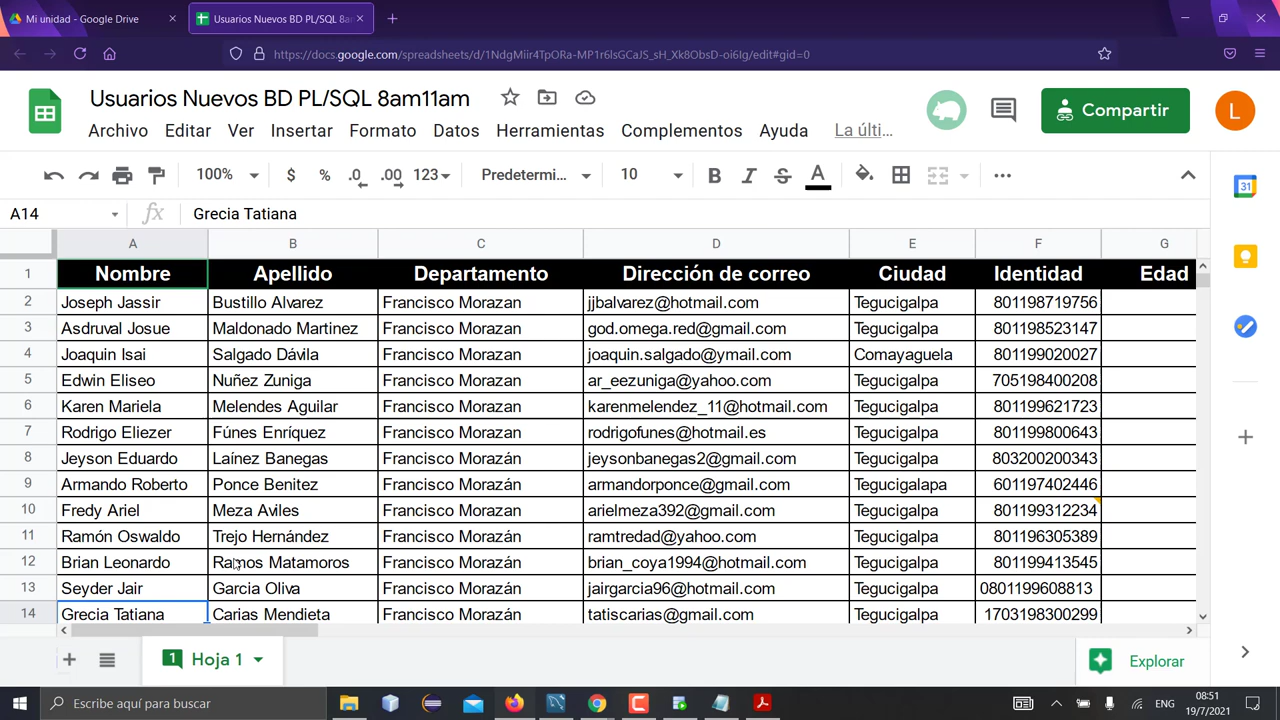 Mi unidad - Google Drive
Usuarios Nuevos BD PL/SQL 8am
https://docs.google.com/spreadsheets/d/1NdgMiir4TpORa-MP1r6lsGCaJS_sH_Xk8ObsD-oi6Ig/edit#gid=0
Usuarios Nuevos BD PL/SQL 8am11am
Compartir
L
Archivo Editar Ver Insertar Formato Datos Herramientas Complementos Ayuda La últi...
100% $ % .0 .00 123 Predetermi... 10 B I S A
31
A14 fx Grecia Tatiana
A B C D E F G
1 Nombre Apellido Departamento Dirección de correo Ciudad Identidad Edad
2 Joseph Jassir Bustillo Alvarez Francisco Morazan jjbalvarez@hotmail.com Tegucigalpa 801198719756
3 Asdruval Josue Maldonado Martinez Francisco Morazan god.omega.red@gmail.com Tegucigalpa 801198523147
4 Joaquin Isai Salgado Dávila Francisco Morazan joaquin.salgado@ymail.com Comayaguela 801199020027
5 Edwin Eliseo Nuñez Zuniga Francisco Morazan ar_eezuniga@yahoo.com Tegucigalpa 705198400208
6 Karen Mariela Melendes Aguilar Francisco Morazan karenmelendez_11@hotmail.com Tegucigalpa 801199621723
7 Rodrigo Eliezer Fúnes Enríquez Francisco Morazan rodrigofunes@hotmail.es Tegucigalpa 801199800643
8 Jeyson Eduardo Laínez Banegas Francisco Morazan jeysonbanegas2@gmail.com Tegucigalpa 803200200343
9 Armando Roberto Ponce Benitez Francisco Morazán armandorponce@gmail.com Tegucigalapa 601197402446
10 Fredy Ariel Meza Aviles Francisco Morazán arielmeza392@gmail.com Tegucigalpa 801199312234
11 Ramón Oswaldo Trejo Hernández Francisco Morazán ramtredad@yahoo.com Tegucigalpa 801196305389
12 Brian Leonardo Ramos Matamoros Francisco Morazán brian_coya1994@hotmail.com Tegucigalpa 801199413545
13 Seyder Jair Garcia Oliva Francisco Morazán jairgarcia96@hotmail.com Tegucigalpa 0801199608813
14 Grecia Tatiana Carias Mendieta Francisco Morazán tatiscarias@gmail.com Tegucigalpa 1703198300299
1 Hoja 1
Explorar
Escribe aquí para buscar
ENG
08:51
19/7/2021